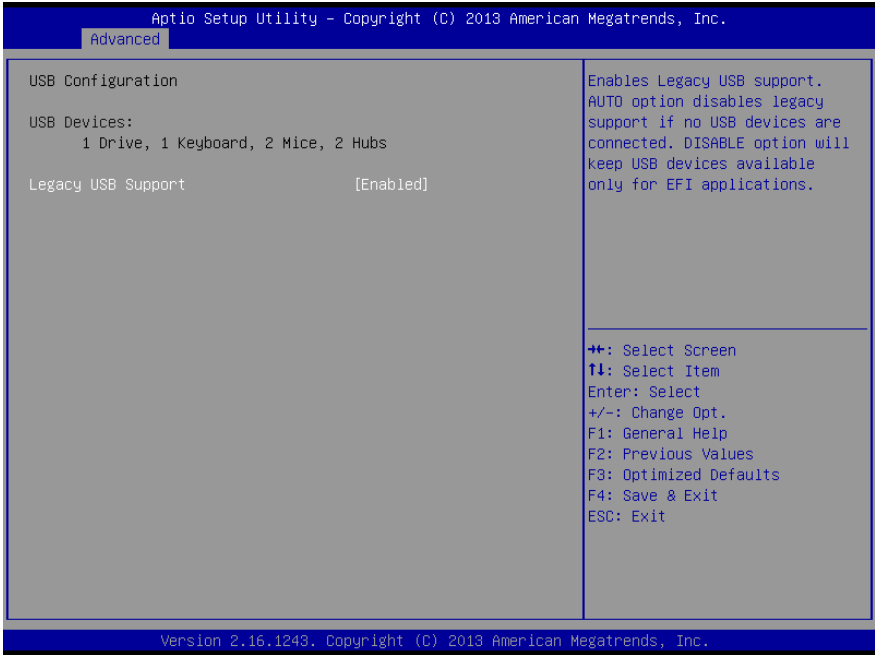 Aptio Setup Utility – Copyright (C) 2013 American Megatrends, Inc.
Advanced
USB Configuration
USB Devices:
1 Drive, 1 Keyboard, 2 Mice, 2 Hubs
Legacy USB Support [Enabled]
Enables Legacy USB support.
AUTO option disables legacy
support if no USB devices are
connected. DISABLE option will
keep USB devices available
only for EFI applications.
→←: Select Screen
↑↓: Select Item
Enter: Select
+/-: Change Opt.
F1: General Help
F2: Previous Values
F3: Optimized Defaults
F4: Save & Exit
ESC: Exit
Version 2.16.1243. Copyright (C) 2013 American Megatrends, Inc.